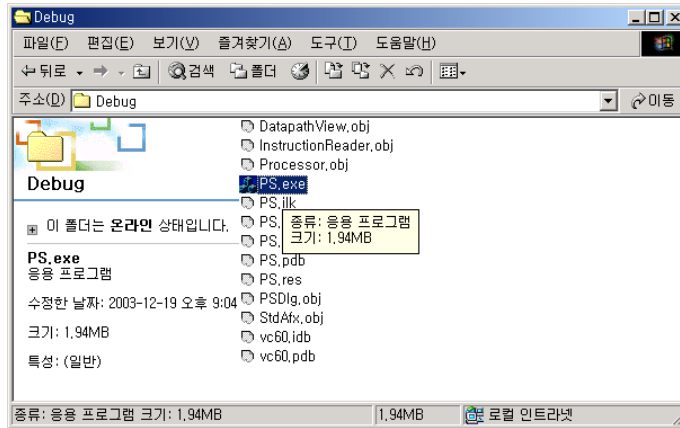 Debug
파일(F) 편집(E) 보기(V) 즐겨찾기(A) 도구(T) 도움말(H)
뒤로 검색 폴더
주소(D) Debug 이동
Debug
이 폴더는 온라인 상태입니다.
PS.exe
응용 프로그램
수정한 날짜: 2003-12-19 오후 9:04
크기: 1.94MB
특성: (일반)
DatapathView.obj
InstructionReader.obj
Processor.obj
PS.exe
PS.ilk
PS.
PS.
PS.pdb
PS.res
PSDlg.obj
StdAfx.obj
vc60.idb
vc60.pdb
종류: 응용 프로그램
크기: 1.94MB
종류: 응용 프로그램 크기: 1.94MB 1.94MB 로컬 인트라넷